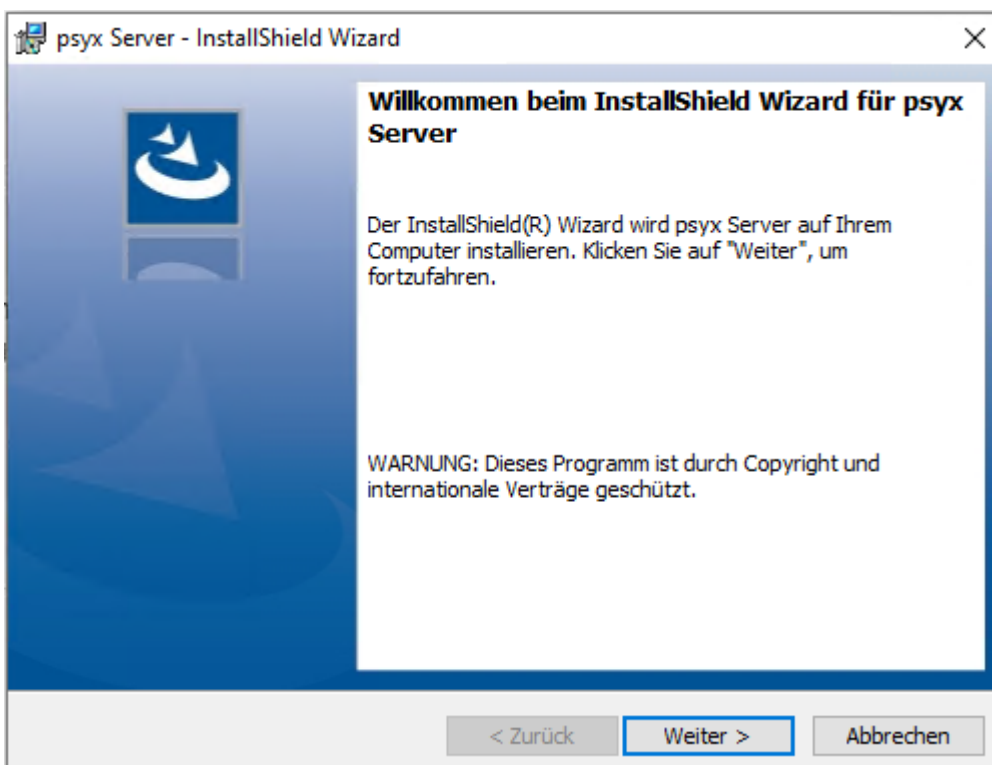 psyx Server - InstallShield Wizard
Willkommen beim InstallShield Wizard für psyx
Server
Der InstallShield(R) Wizard wird psyx Server auf Ihrem
Computer installieren. Klicken Sie auf "Weiter", um
fortzufahren.
WARNUNG: Dieses Programm ist durch Copyright und
internationale Verträge geschützt.
< Zurück
Weiter >
Abbrechen